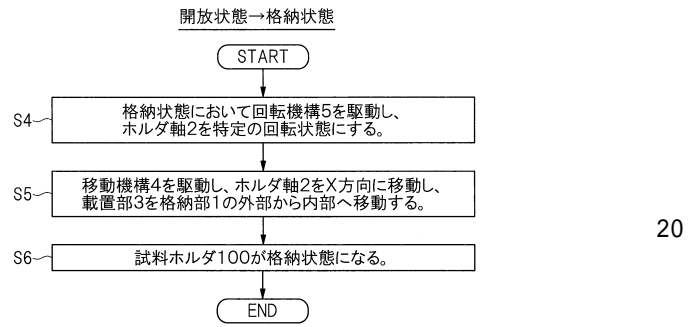 開放状態→格納状態
START
S4
格納状態において回転機構5を駆動し、
ホルダ軸2を特定の回転状態にする。
S5
移動機構4を駆動し、ホルダ軸2をX方向に移動し、
載置部3を格納部1の外部から内部へ移動する。
20
S6
試料ホルダ100が格納状態になる。
END